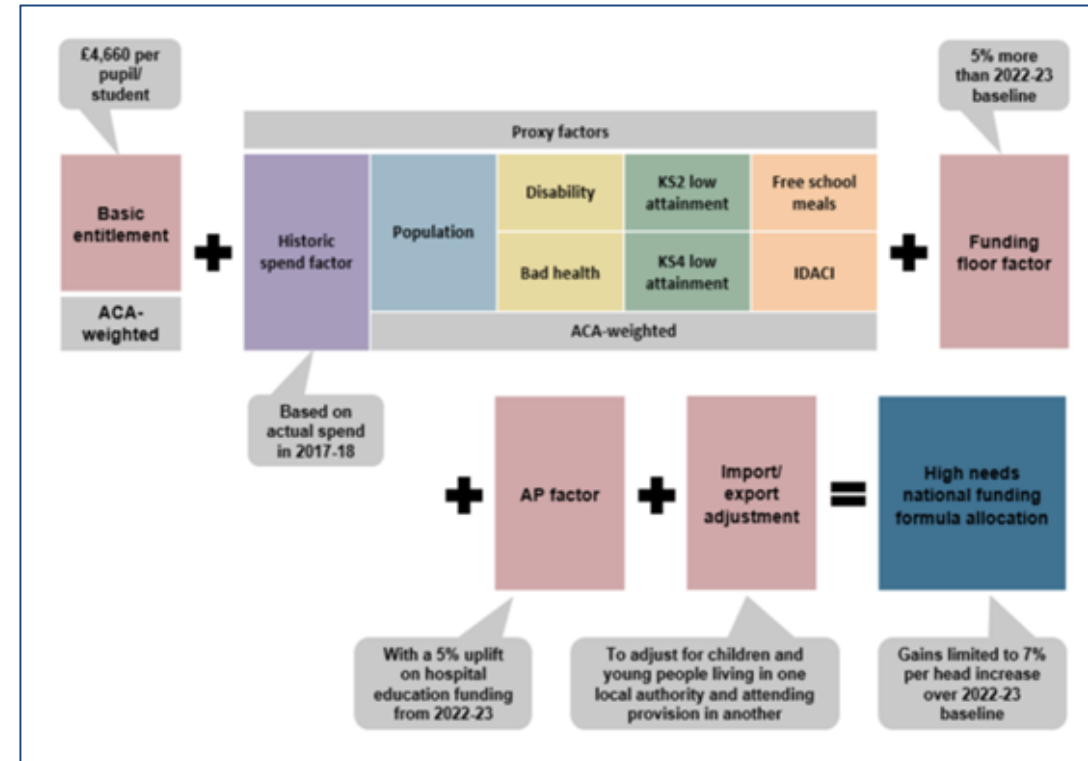 £4,660 per
pupil/
student
5% more
than 2022-23
baseline
Proxy factors
Basic
entitlement
ACA-
weighted
+
Historic
spend factor
Population
Disability
Bad health
KS2 low
attainment
KS4 low
attainment
Free school
meals
IDACI
ACA-weighted
+
Funding
floor factor
Based on
actual spend
in 2017-18
+
AP factor
+
Import/
export
adjustment
=
High needs
national funding
formula allocation
With a 5% uplift
on hospital
education funding
from 2022-23
To adjust for children and
young people living in one
local authority and attending
provision in another
Gains limited to 7%
per head increase
over 2022-23
baseline